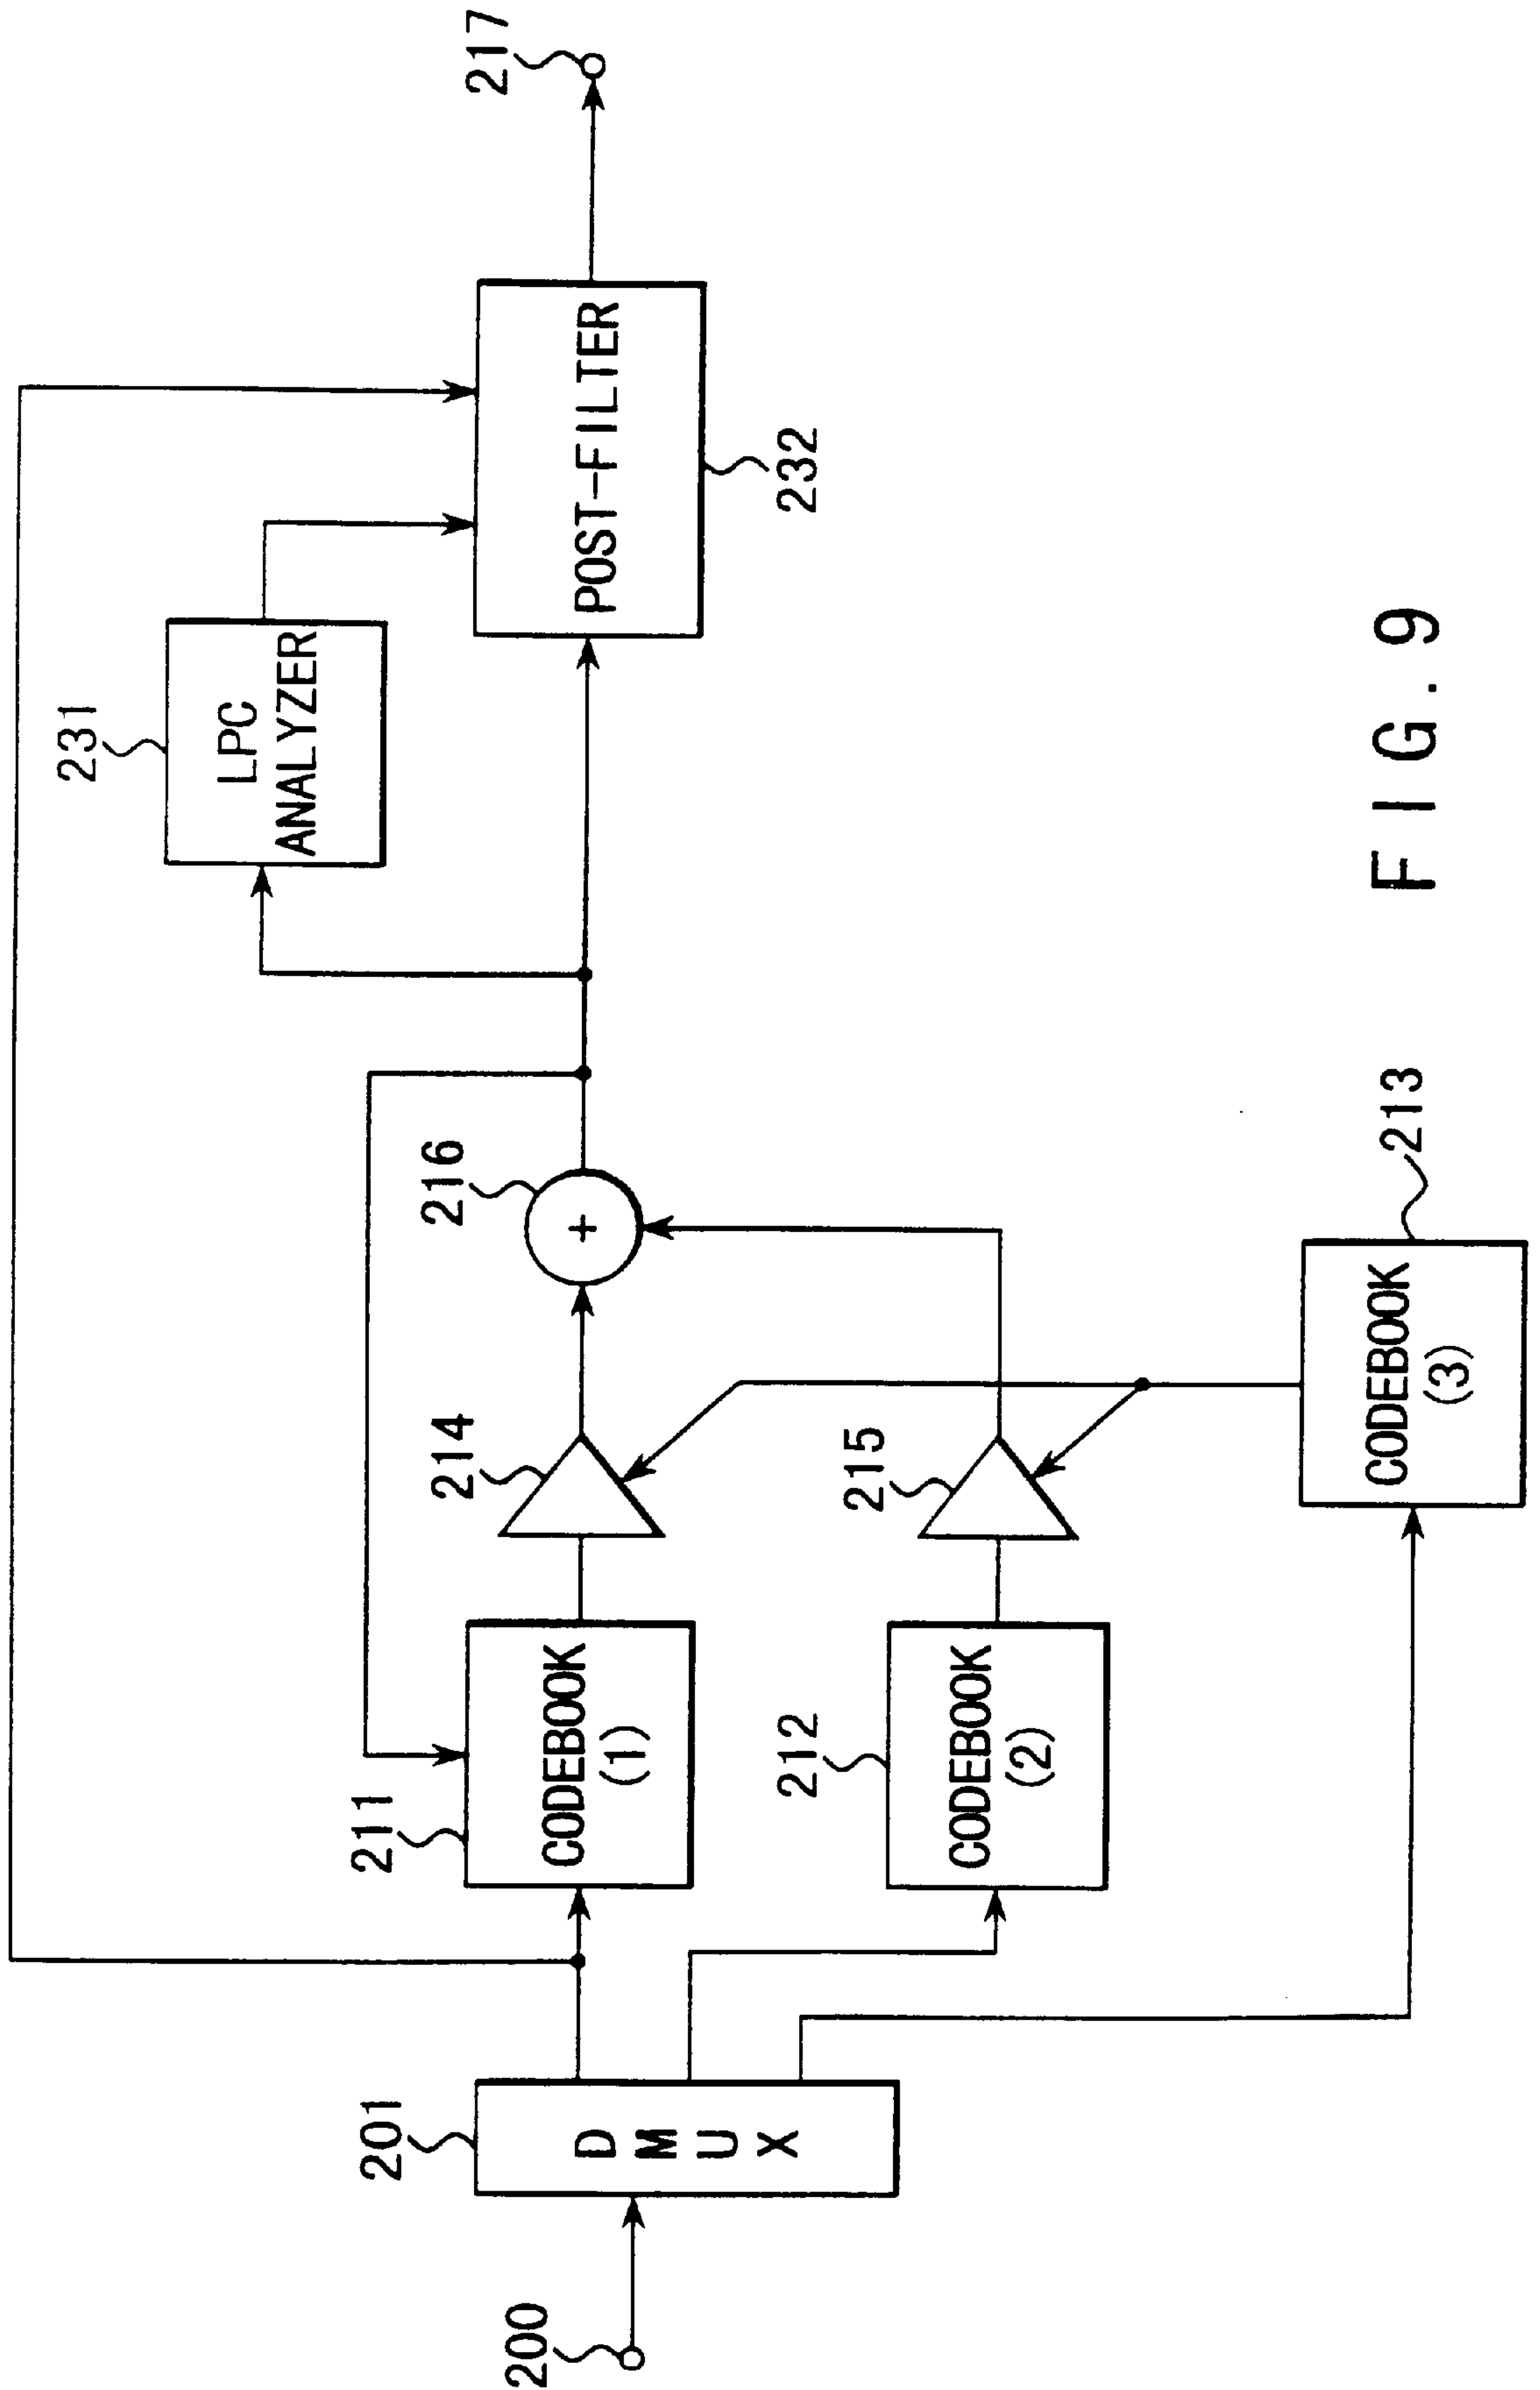 200
201
D
M
U
X
211
CODEBOOK
(1)
212
CODEBOOK
(2)
214
215
216
CODEBOOK
(3)
213
231
LPC
ANALYZER
POST-FILTER
232
217
FIG. 9